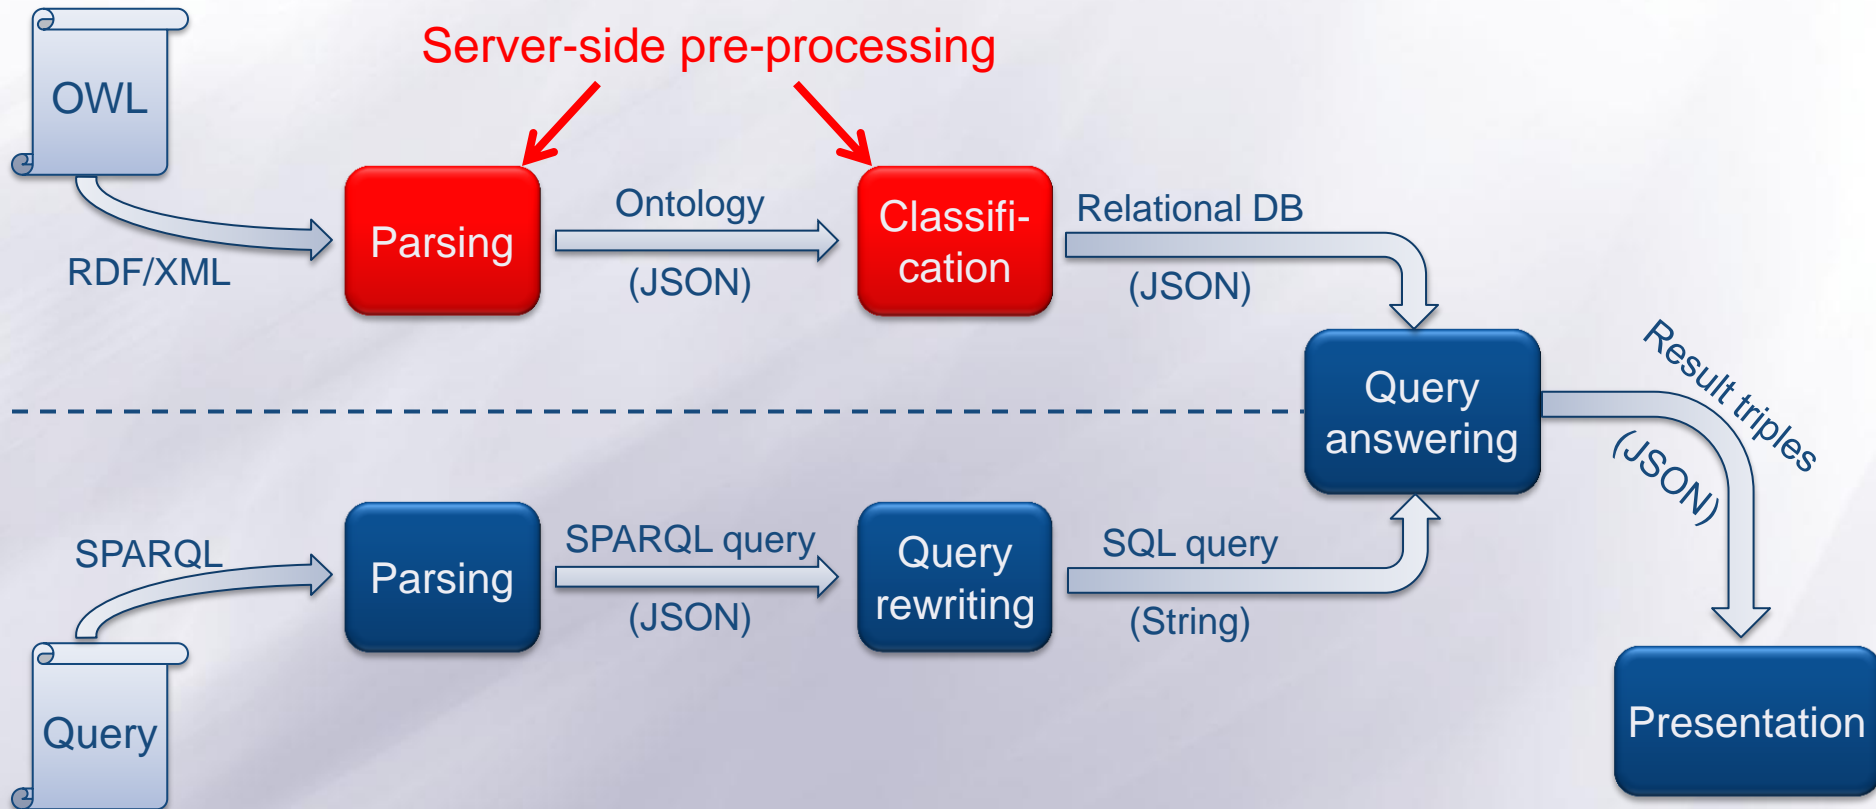 Server-side pre-processing
OWL
RDF/XML
Parsing
Ontology
(JSON)
Classifi-
cation
Relational DB
(JSON)
Query
answering
Result triples
(JSON)
SPARQL
Query
Parsing
SPARQL query
(JSON)
Query
rewriting
SQL query
(String)
Presentation